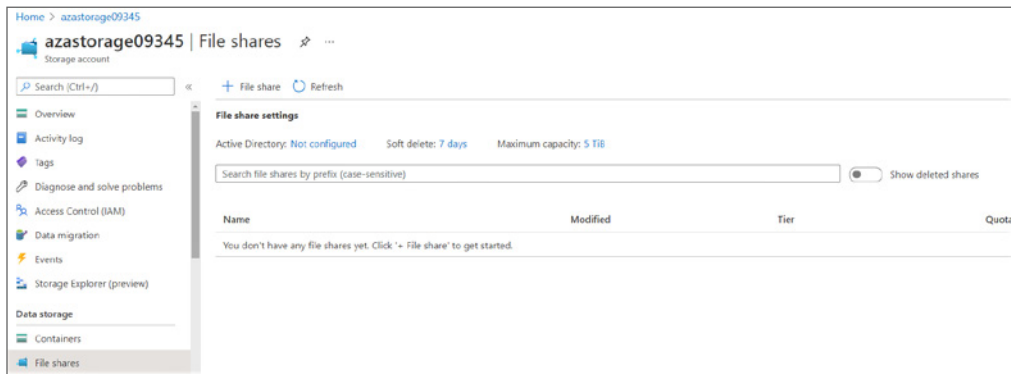 Home > azastorage09345
azastorage09345 | File shares
Storage account
Search (Ctrl+/)
Overview
Activity log
Tags
Diagnose and solve problems
Access Control (IAM)
Data migration
Events
Storage Explorer (preview)
Data storage
Containers
File shares
+ File share Refresh
File share settings
Active Directory: Not configured Soft delete: 7 days Maximum capacity: 5 TiB
Search file shares by prefix (case-sensitive) Show deleted shares
Name Modified Tier Quota
You don't have any file shares yet. Click '+ File share' to get started.